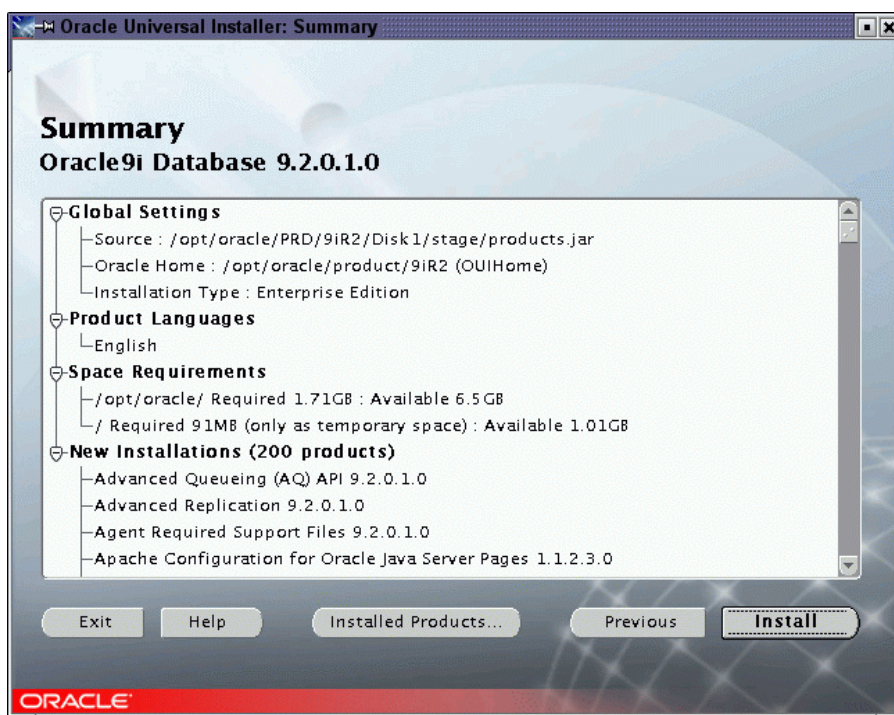 Oracle Universal Installer: Summary
Summary
Oracle9i Database 9.2.0.1.0
Global Settings
Source : /opt/oracle/PRD/9iR2/Disk1/stage/products.jar
Oracle Home : /opt/oracle/product/9iR2 (OUIHome)
Installation Type : Enterprise Edition
Product Languages
English
Space Requirements
/opt/oracle/ Required 1.71GB : Available 6.5GB
/ Required 91MB (only as temporary space) : Available 1.01GB
New Installations (200 products)
Advanced Queueing (AQ) API 9.2.0.1.0
Advanced Replication 9.2.0.1.0
Agent Required Support Files 9.2.0.1.0
Apache Configuration for Oracle Java Server Pages 1.1.2.3.0
Exit Help Installed Products... Previous Install
ORACLE